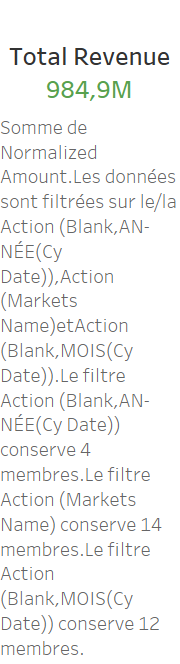 Total Revenue
984,9M
Somme de
Normalized
Amount.Les données
sont filtrées sur le/la
Action (Blank,AN-
NÉE(Cy
Date)),Action
(Markets
Name)etAction
(Blank,MOIS(Cy
Date)).Le filtre
Action (Blank,AN-
NÉE(Cy Date))
conserve 4
membres.Le filtre
Action (Markets
Name) conserve 14
membres.Le filtre
Action
(Blank,MOIS(Cy
Date)) conserve 12
membres.